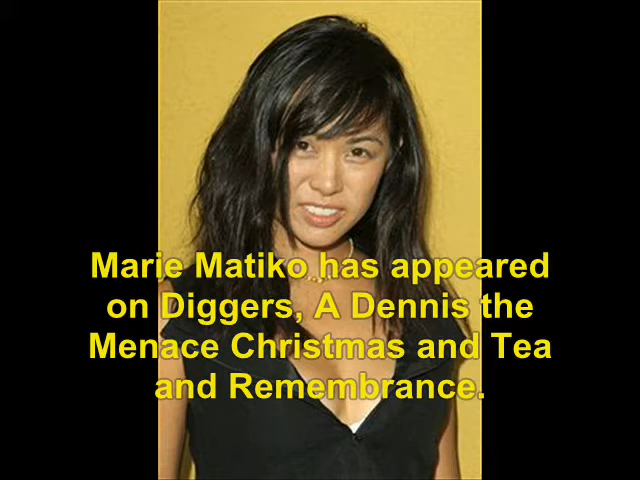 Marie Matiko has appeared
on Diggers, A Dennis the
Menace Christmas and Tea
and Remembrance.